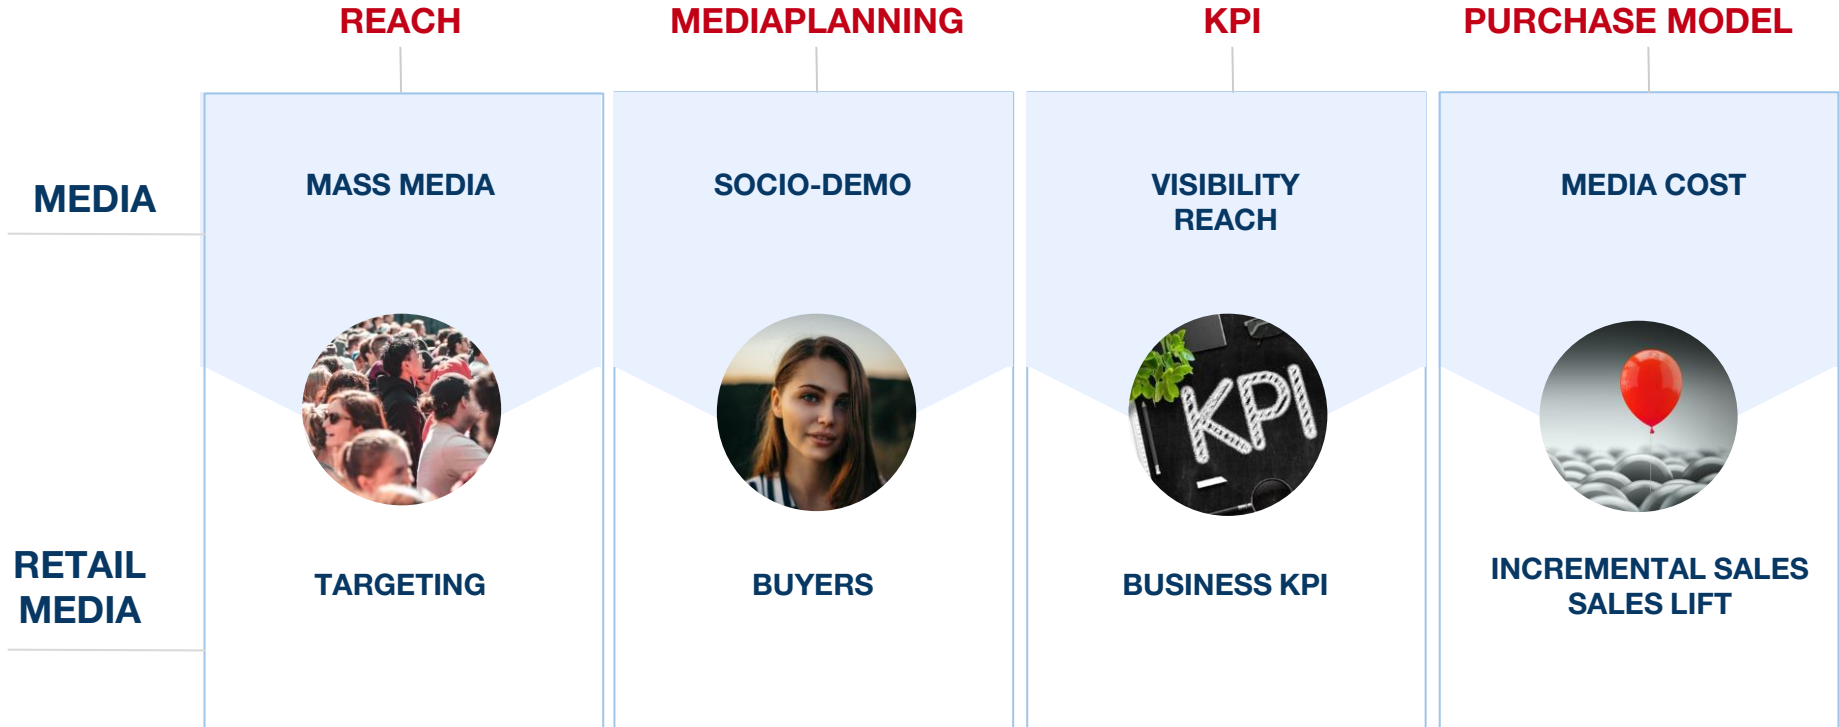 REACH
MEDIAPLANNING
KPI
PURCHASE MODEL
MEDIA
MASS MEDIA
SOCIO-DEMO
VISIBILITY
REACH
MEDIA COST
KPI
RETAIL
MEDIA
TARGETING
BUYERS
BUSINESS KPI
INCREMENTAL SALES
SALES LIFT